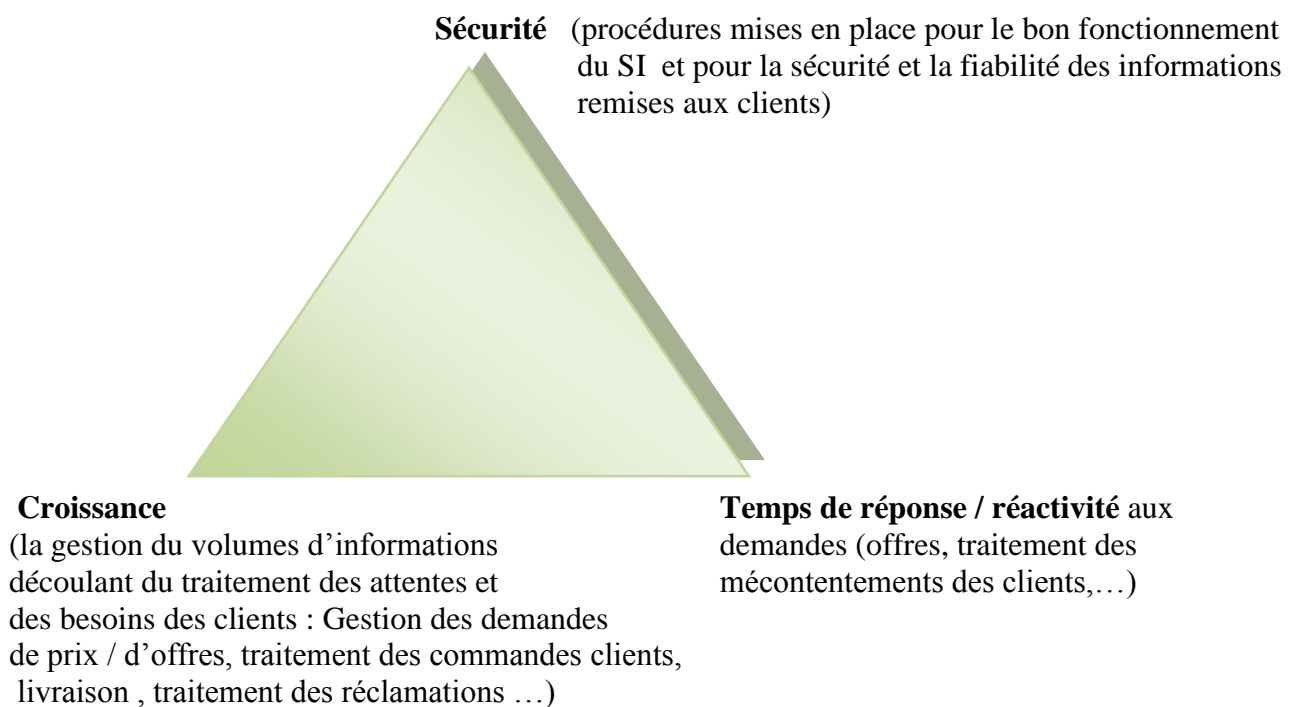 Sécurité (procédures mises en place pour le bon fonctionnement
du SI et pour la sécurité et la fiabilité des informations
remises aux clients)
Croissance
(la gestion du volumes d’informations
découlant du traitement des attentes et
des besoins des clients : Gestion des demandes
de prix / d’offres, traitement des commandes clients,
livraison , traitement des réclamations …)
Temps de réponse / réactivité aux
demandes (offres, traitement des
mécontentements des clients,…)